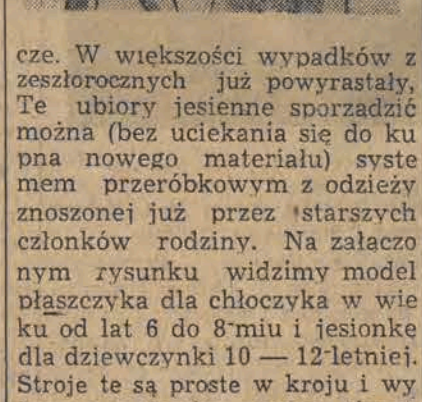 cze. W większości wypadków z
zeszłorocznych już powyrastały,
Te ubiory jesienne sporządzić
można (bez uciekania się do ku
pna nowego materiału) syste
mem przeróbkowym z odzieży
znoszonej już przez starszych
członków rodziny. Na załączo
nym rysunku widzimy model
płaszczyka dla chłoczyka w wie
ku od lat 6 do 8-miu i jesionkę
dla dziewczynki 10 — 12-letniej.
Stroje te są proste w kroju i wy